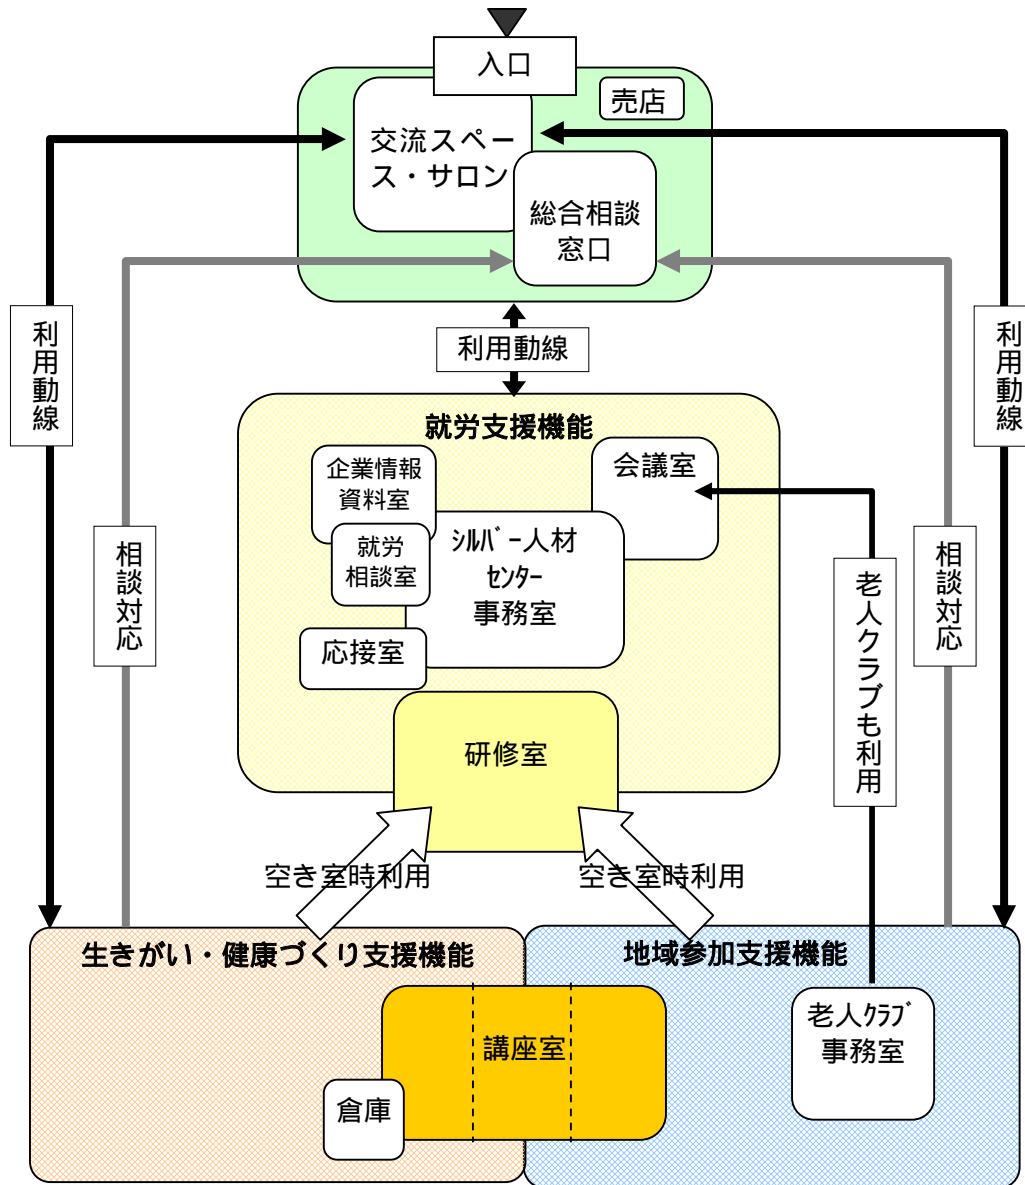 入口
売店
交流スペー
ス・サロン
総合相談
窓口
利用動線
利用動線
利用動線
就労支援機能
企業情報
資料室
会議室
就労
相談室
ｼﾙﾊﾞｰ人材
ｾﾝﾀｰ
事務室
応接室
相談対応
相談対応
老人クラブも利用
研修室
空き室時利用
空き室時利用
生きがい・健康づくり支援機能
地域参加支援機能
講座室
老人ｸﾗﾌﾞ
事務室
倉庫